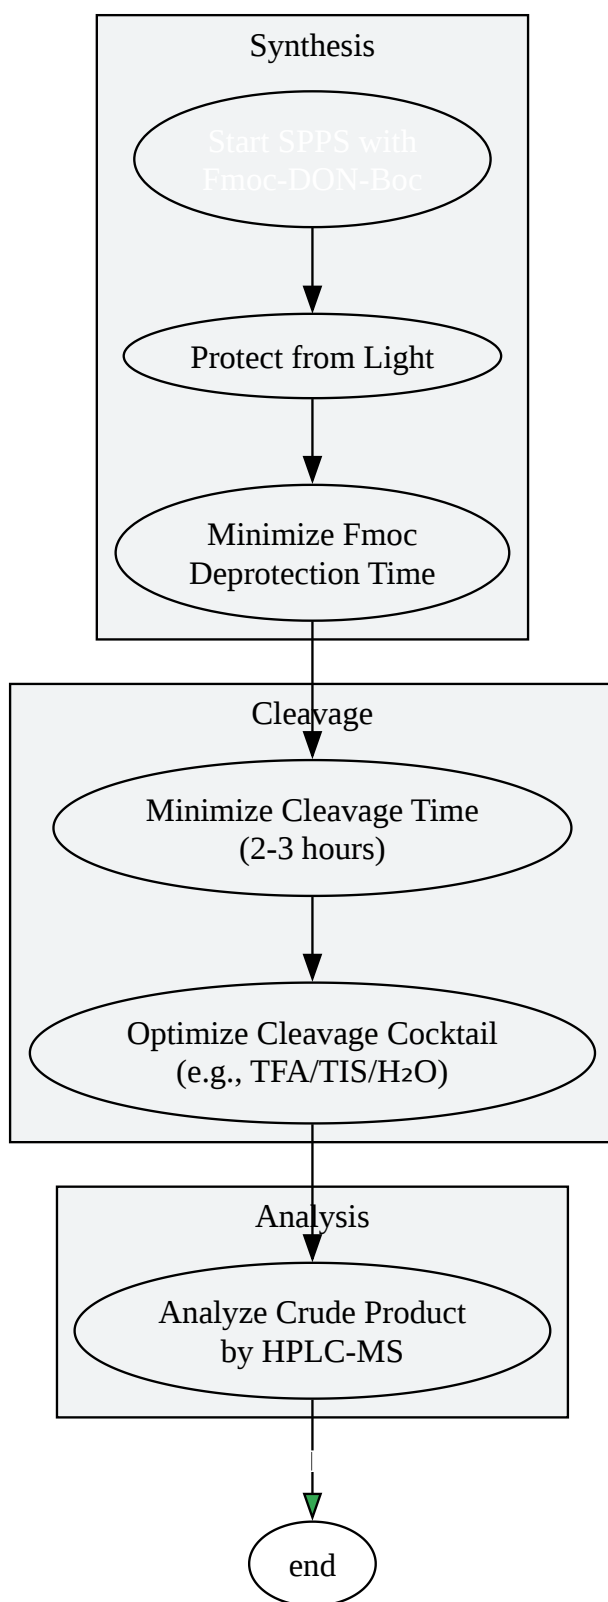 Synthesis
Start SPPS with
Fmoc-DON-Boc
Protect from Light
Minimize Fmoc
Deprotection Time
Cleavage
Minimize Cleavage Time
(2-3 hours)
Optimize Cleavage Cocktail
(e.g., TFA/TIS/H₂O)
Analysis
Analyze Crude Product
by HPLC-MS
end